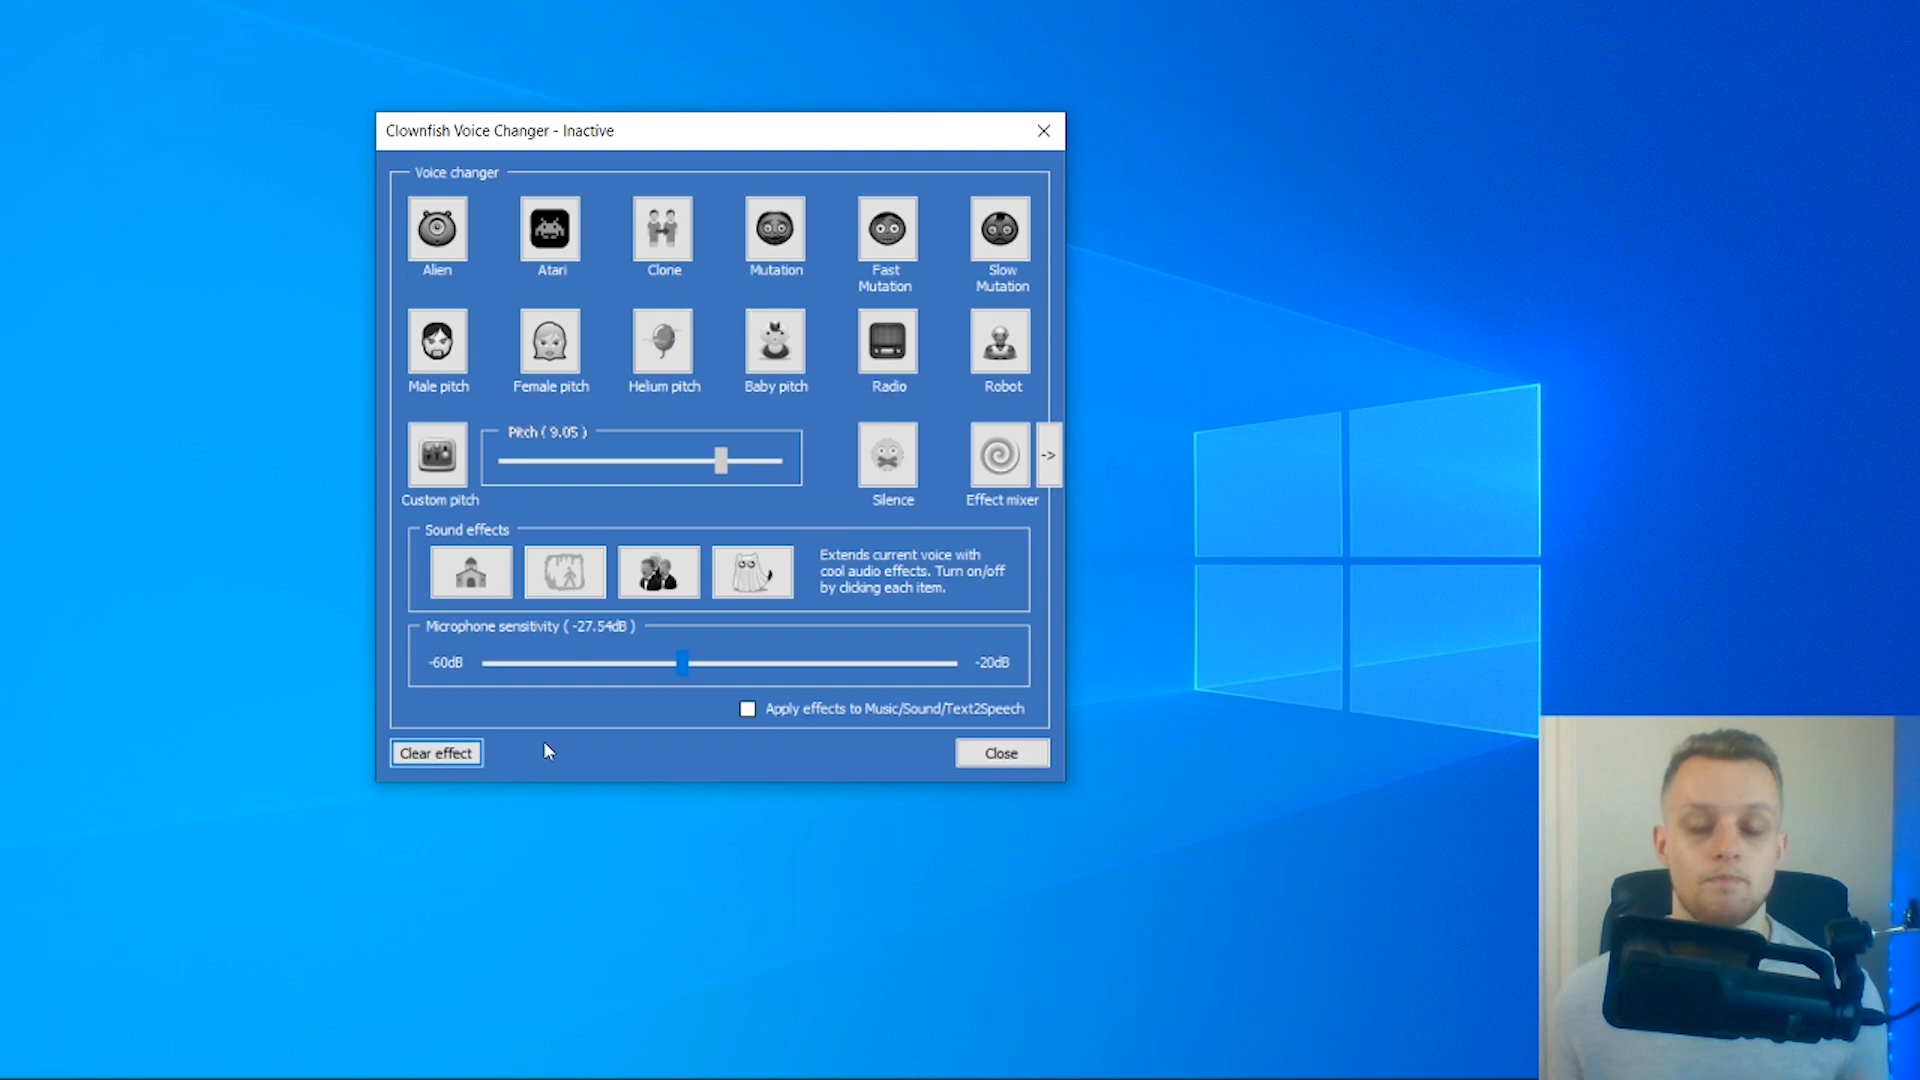 Clownfish Voice Changer - Inactive
Voice changer
Alien
Atari
Clone
Mutation
Fast
Mutation
Slow
Mutation
Male pitch
Female pitch
Helium pitch
Baby pitch
Radio
Robot
Pitch ( 9.05 )
->
Custom pitch
Silence
Effect mixer
Sound effects
Extends current voice with
cool audio effects. Turn on/off
by clicking each item.
Microphone sensitivity ( -27.54dB )
-60dB
-20dB
Apply effects to Music/Sound/Text2Speech
Clear effect
Close